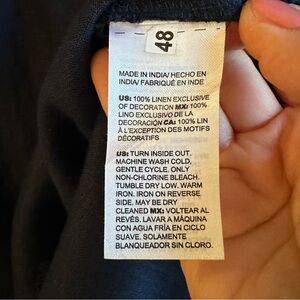 48
MADE IN INDIA/ HECHO EN
INDIA/ FABRIQUÉ EN INDE
US: 100% LINEN EXCLUSIVE
OF DECORATION MX: 100%
LINO EXCLUSIVO DE LA
DECORACIÓN CA: 100% LIN
À L'EXCEPTION DES MOTIFS
DÉCORATIFS
US: TURN INSIDE OUT.
MACHINE WASH COLD,
GENTLE CYCLE. ONLY
NON-CHLORINE BLEACH.
TUMBLE DRY LOW. WARM
IRON. IRON ON REVERSE
SIDE. MAY BE DRY
CLEANED MX: VOLTEAR AL
REVÉS. LAVAR A MÁQUINA
CON AGUA FRÍA EN CICLO
SUAVE. SOLAMENTE
BLANQUEADOR SIN CLORO.